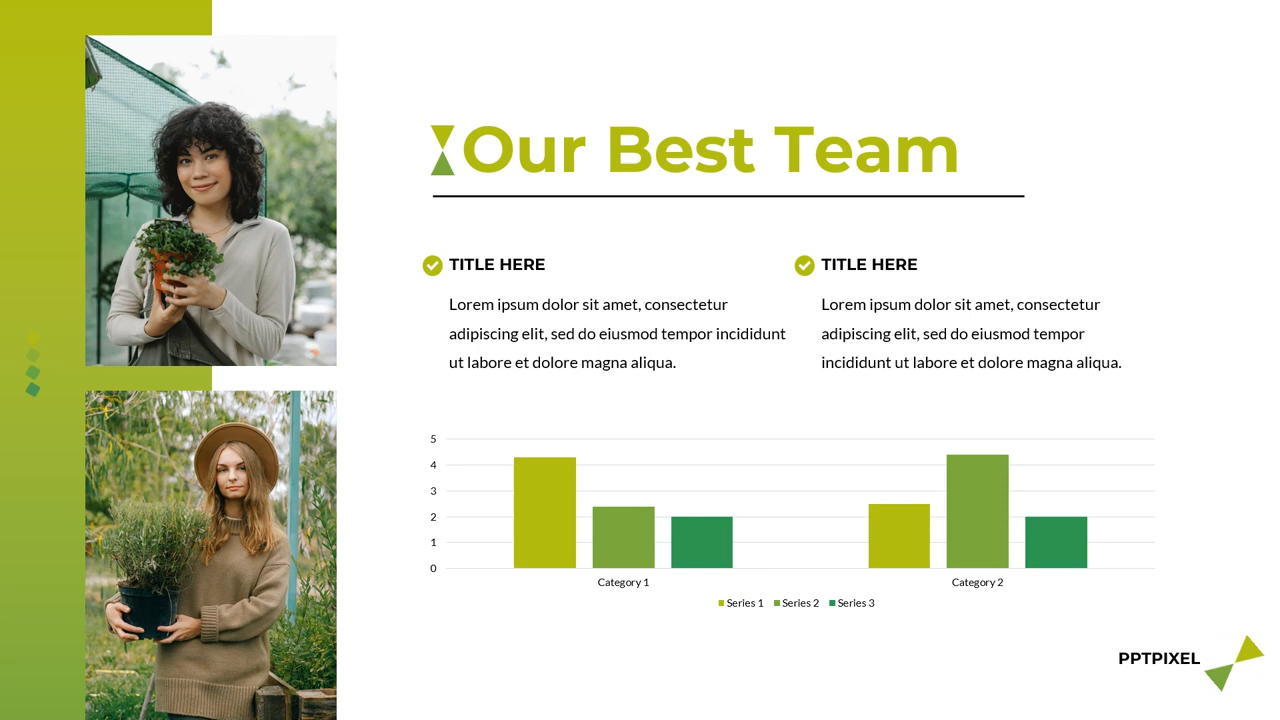 Our Best Team
TITLE HERE
Lorem ipsum dolor sit amet, consectetur
adipiscing elit, sed do eiusmod tempor incididunt
ut labore et dolore magna aliqua.
TITLE HERE
Lorem ipsum dolor sit amet, consectetur
adipiscing elit, sed do eiusmod tempor
incididunt ut labore et dolore magna aliqua.
5
4
3
2
1
0
Category 1
Category 2
Series 1
Series 2
Series 3
PPTPIXEL